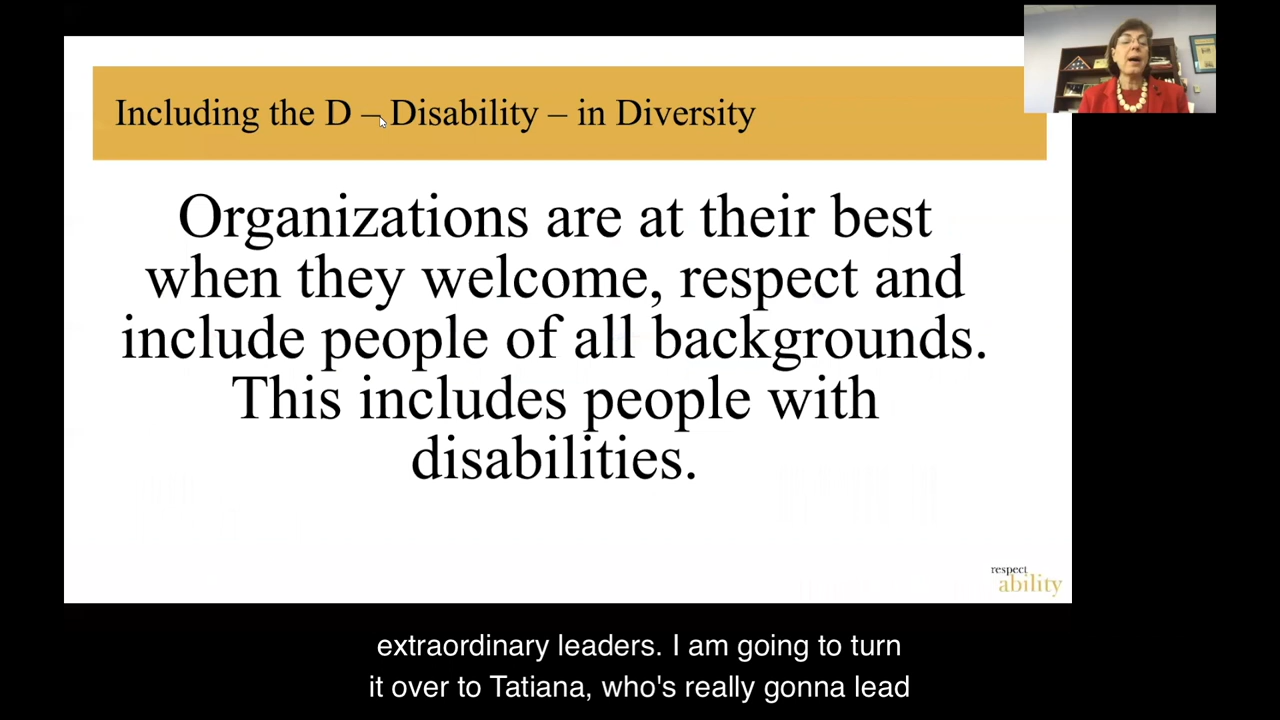 Including the D – Disability – in Diversity
Organizations are at their best
when they welcome, respect and
include people of all backgrounds.
This includes people with
disabilities.
respect
ability
extraordinary leaders. I am going to turn
it over to Tatiana, who's really gonna lead